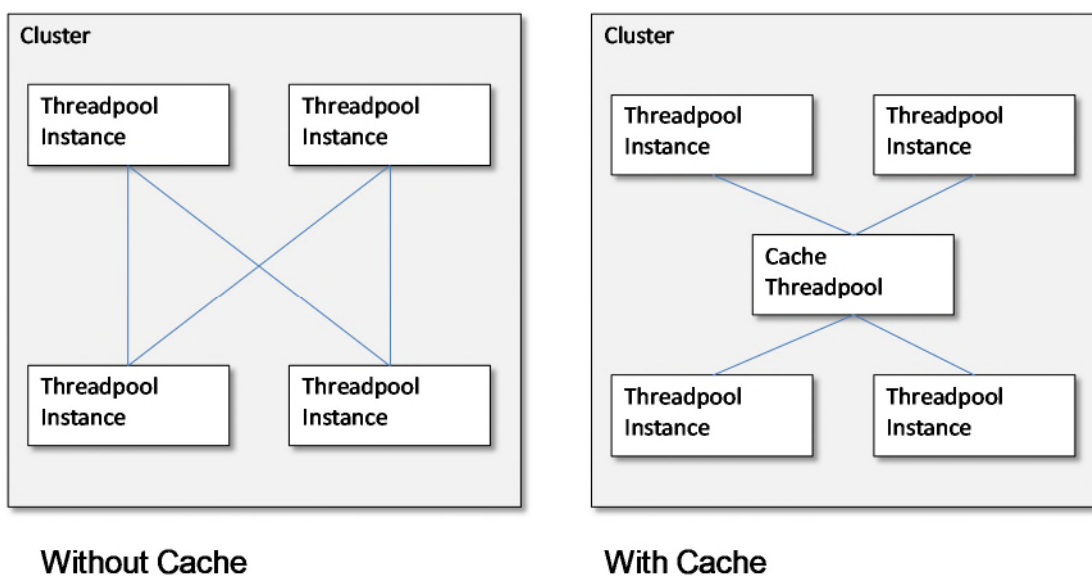 Cluster
Threadpool
Instance
Threadpool
Instance
Threadpool
Instance
Threadpool
Instance
Without Cache
Cluster
Threadpool
Instance
Threadpool
Instance
Cache
Threadpool
Threadpool
Instance
Threadpool
Instance
With Cache